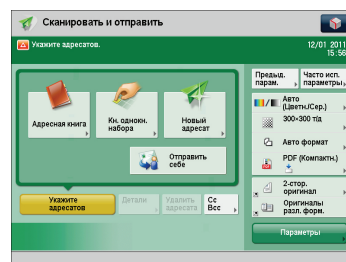 Сканировать и отправить
Укажите адресатов.
12/01 2011
15:56
Адресная книга
Кн. однокн.
набора
Новый
адресат
Отправить
себе
Укажите
адресатов
Детали
Удалить
адресата
Cc
Bcc
Предыд.
парам.
Часто исп.
параметры
Авто
(Цветн/Сер.)
300×300 т/д
Авто формат
PDF (Компактн.)
2-стор.
оригинал
Оригиналы
разл. форм.
Параметры